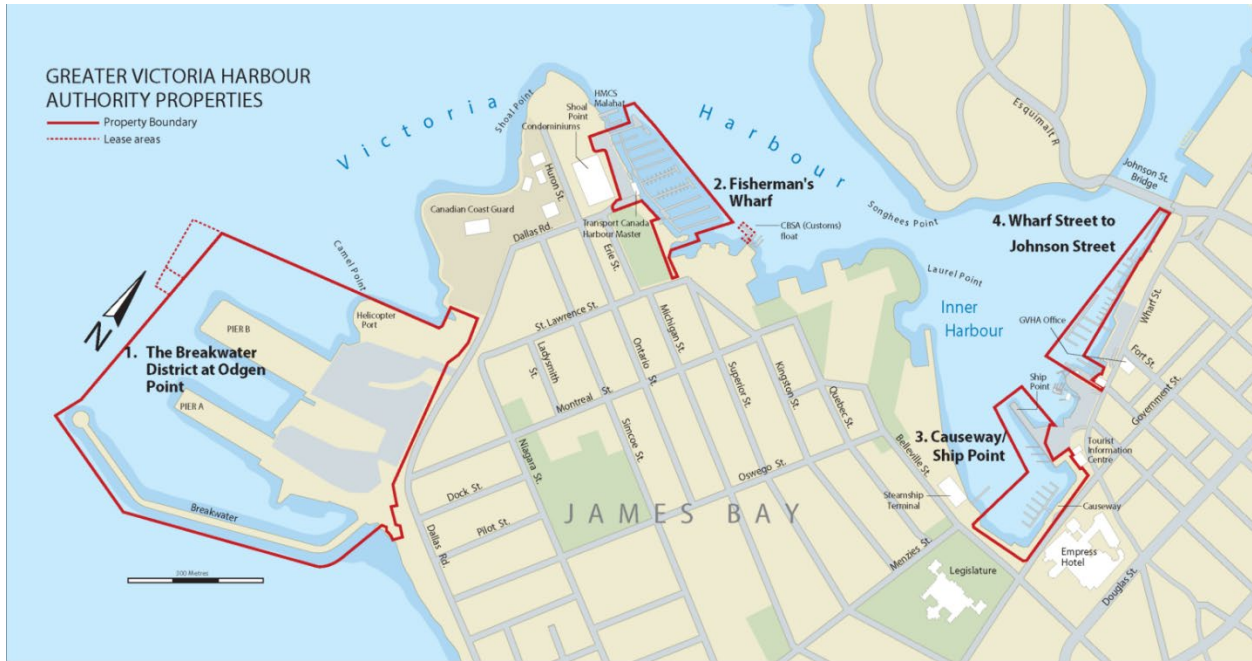 GREATER VICTORIA HARBOUR
AUTHORITY PROPERTIES
Property Boundary
Lease areas
Victoria Harbour
Shoal Point
HMCS
Malahat
Shoal
Point
Condominiums
Huron St.
Canadian Coast Guard
Dallas Rd.
Transport Canada
Harbour Master
Erie St.
2. Fisherman's
Wharf
CBSA (Customs)
float
Songhees Point
Esquimalt R
Johnson St.
Bridge
4. Wharf Street to
Johnson Street
Laurel Point
Inner
Harbour
GVHA Office
Wharf St.
Fort St.
Government St.
Ship
Point
3. Causeway/
Ship Point
Tourist
Information
Centre
Causeway
Empress
Hotel
Douglas St.
Belleville St.
Steamship
Terminal
Legislature
Menzies St.
Camel Point
Helicopter
Port
N
PIER B
1. The Breakwater
District at Odgen
Point
PIER A
Breakwater
200 Metres
St. Lawrence St.
Michigan St.
Ladysmith
St.
Ontario St.
Superior St.
Kingston St.
Quebec St.
Montreal St.
Simcoe St.
Niagara St.
Oswego St.
Dock St.
Pilot St.
Dallas
Rd.
JAMES BAY